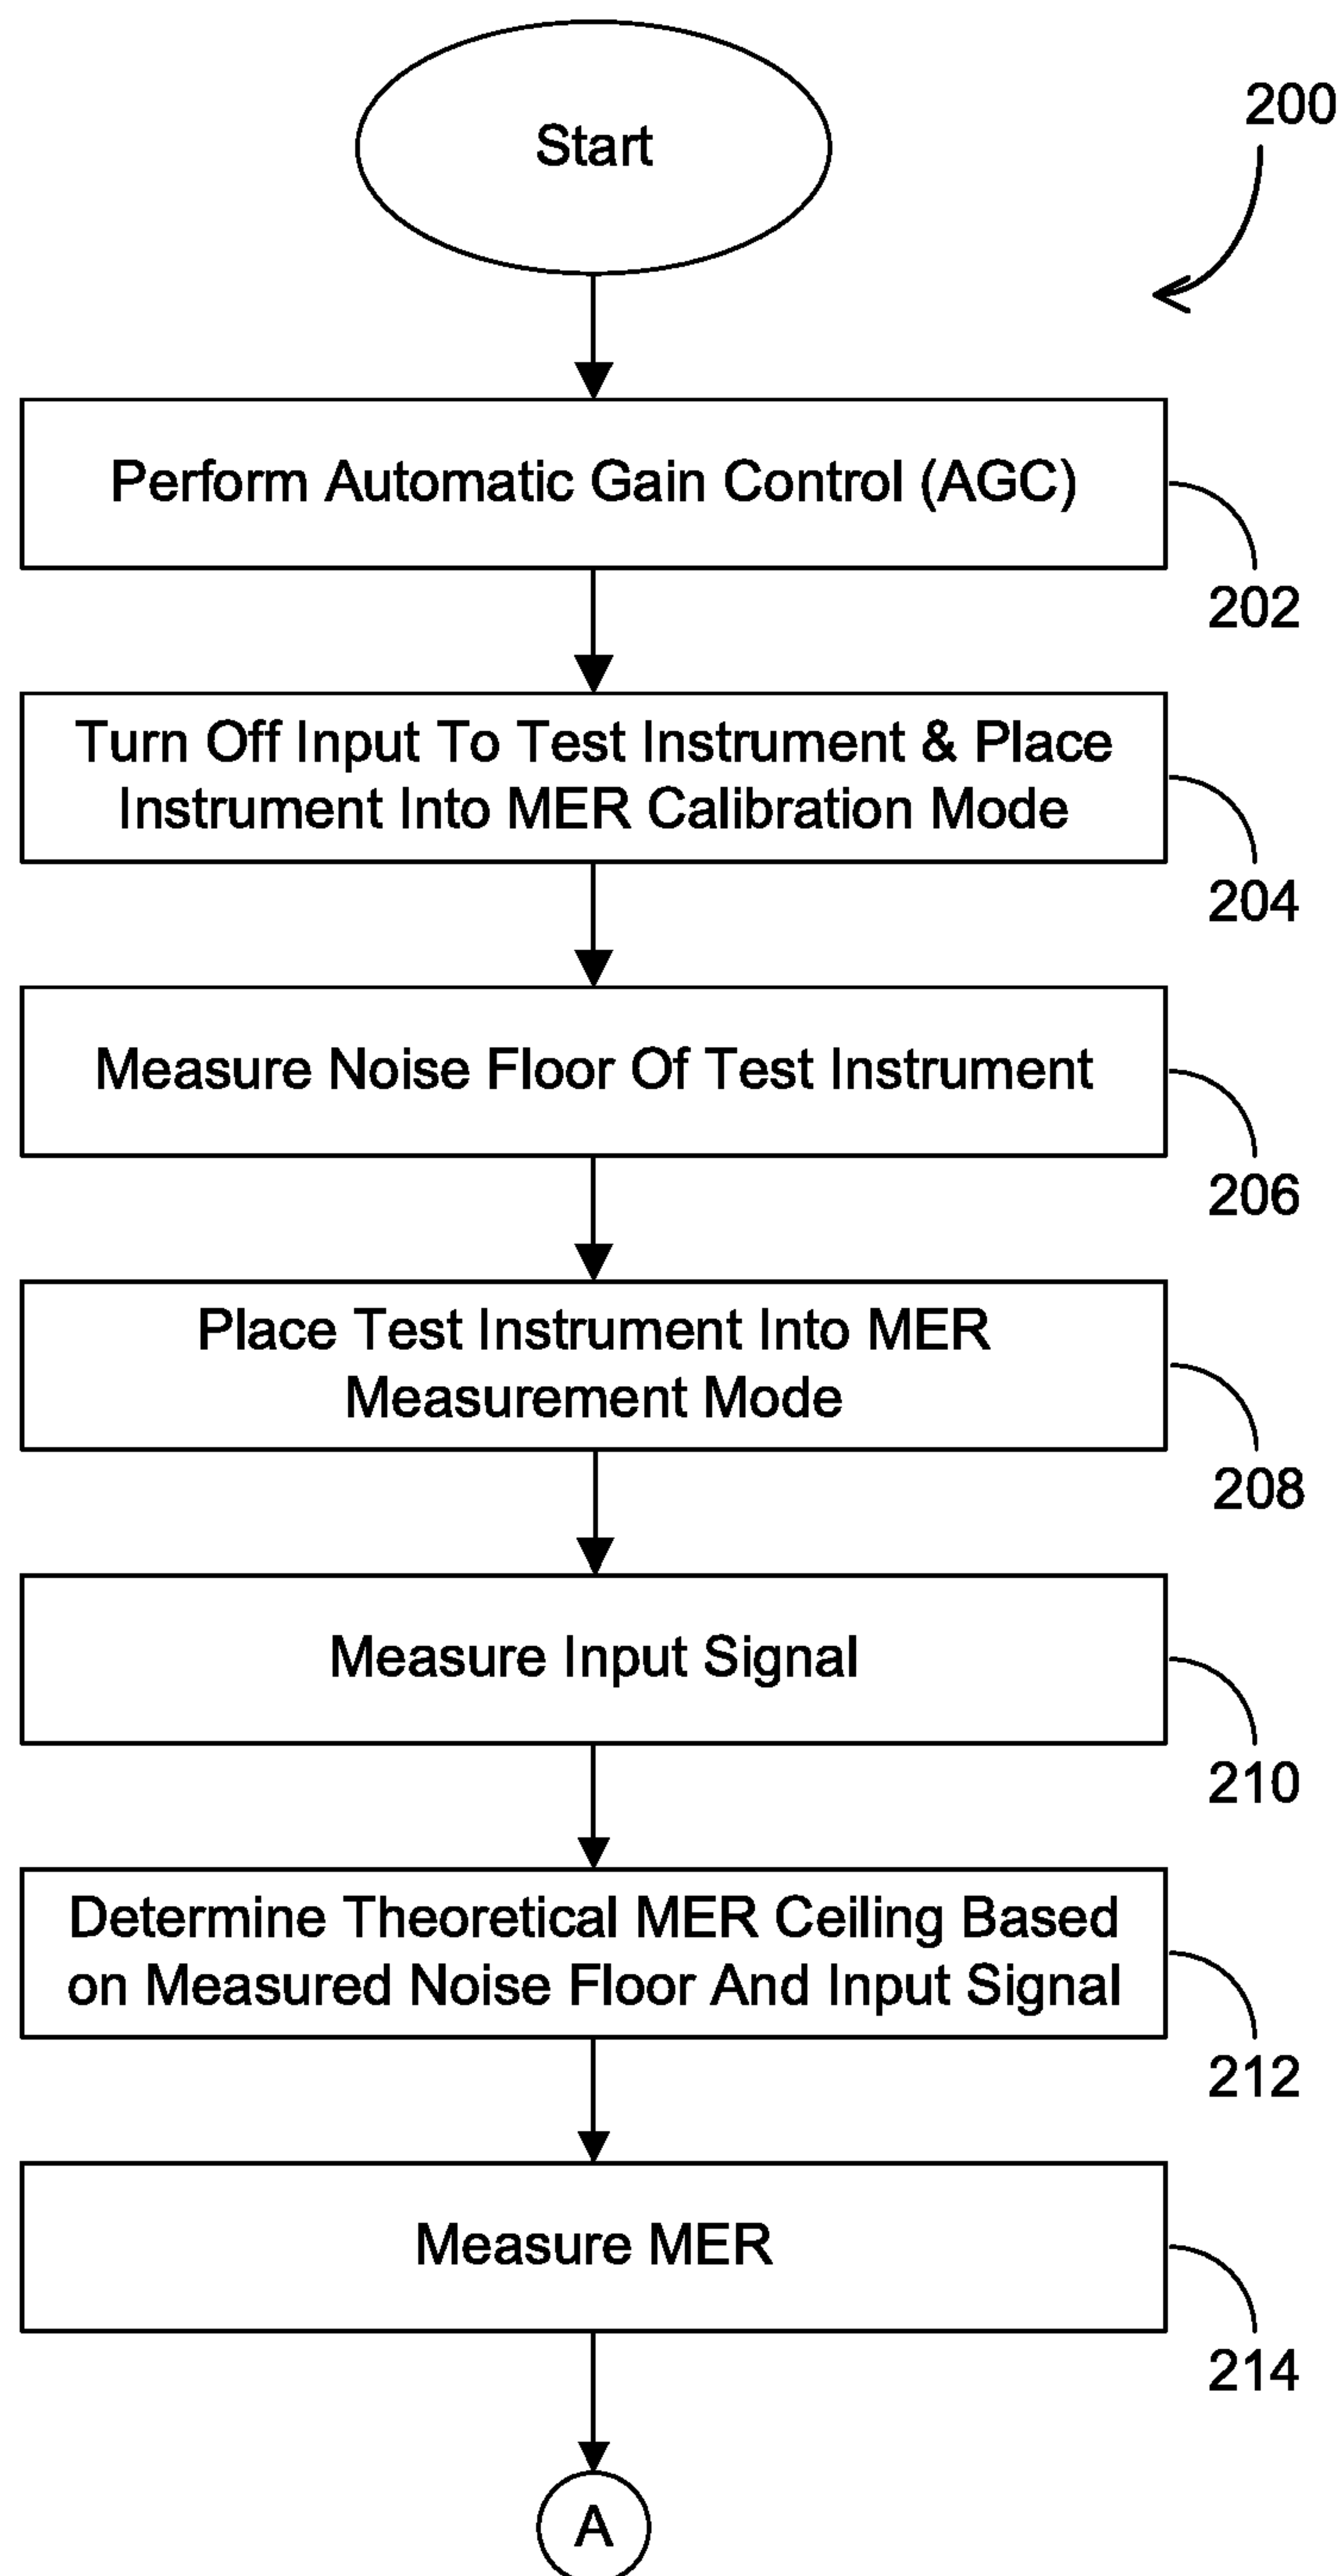 Start
200
Perform Automatic Gain Control (AGC)
202
Turn Off Input To Test Instrument & Place
Instrument Into MER Calibration Mode
204
Measure Noise Floor Of Test Instrument
206
Place Test Instrument Into MER
Measurement Mode
208
Measure Input Signal
210
Determine Theoretical MER Ceiling Based
on Measured Noise Floor And Input Signal
212
Measure MER
214
A